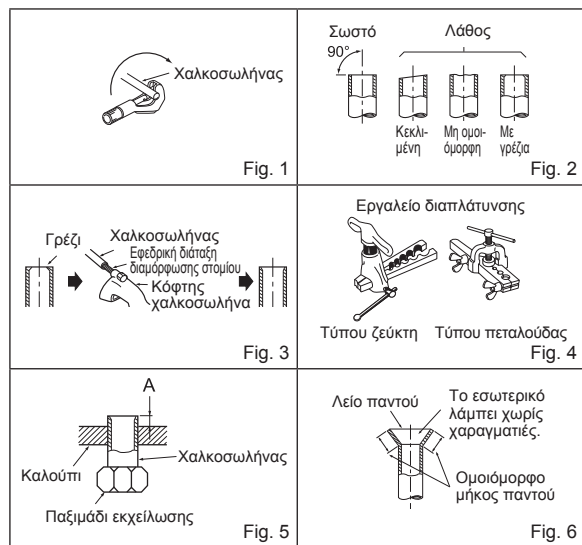 Χαλκοσωλήνας
Fig. 1
Σωστό
Λάθος
90°
Κεκλι-
μένη
Μη ομοι-
όμορφη
Με
γρέζια
Fig. 2
Γρέζι
Χαλκοσωλήνας
Εφεδρική διάταξη
διαμόρφωσης στομίου
Κόφτης
χαλκοσωλήνα
Fig. 3
Εργαλείο διαπλάτυνσης
Τύπου ζεύκτη
Τύπου πεταλούδας
Fig. 4
A
Καλούπι
Χαλκοσωλήνας
Παξιμάδι εκχείλωσης
Fig. 5
Λείο παντού
Το εσωτερικό
λάμπει χωρίς
χαραγματιές.
Ομοιόμορφο
μήκος παντού
Fig. 6